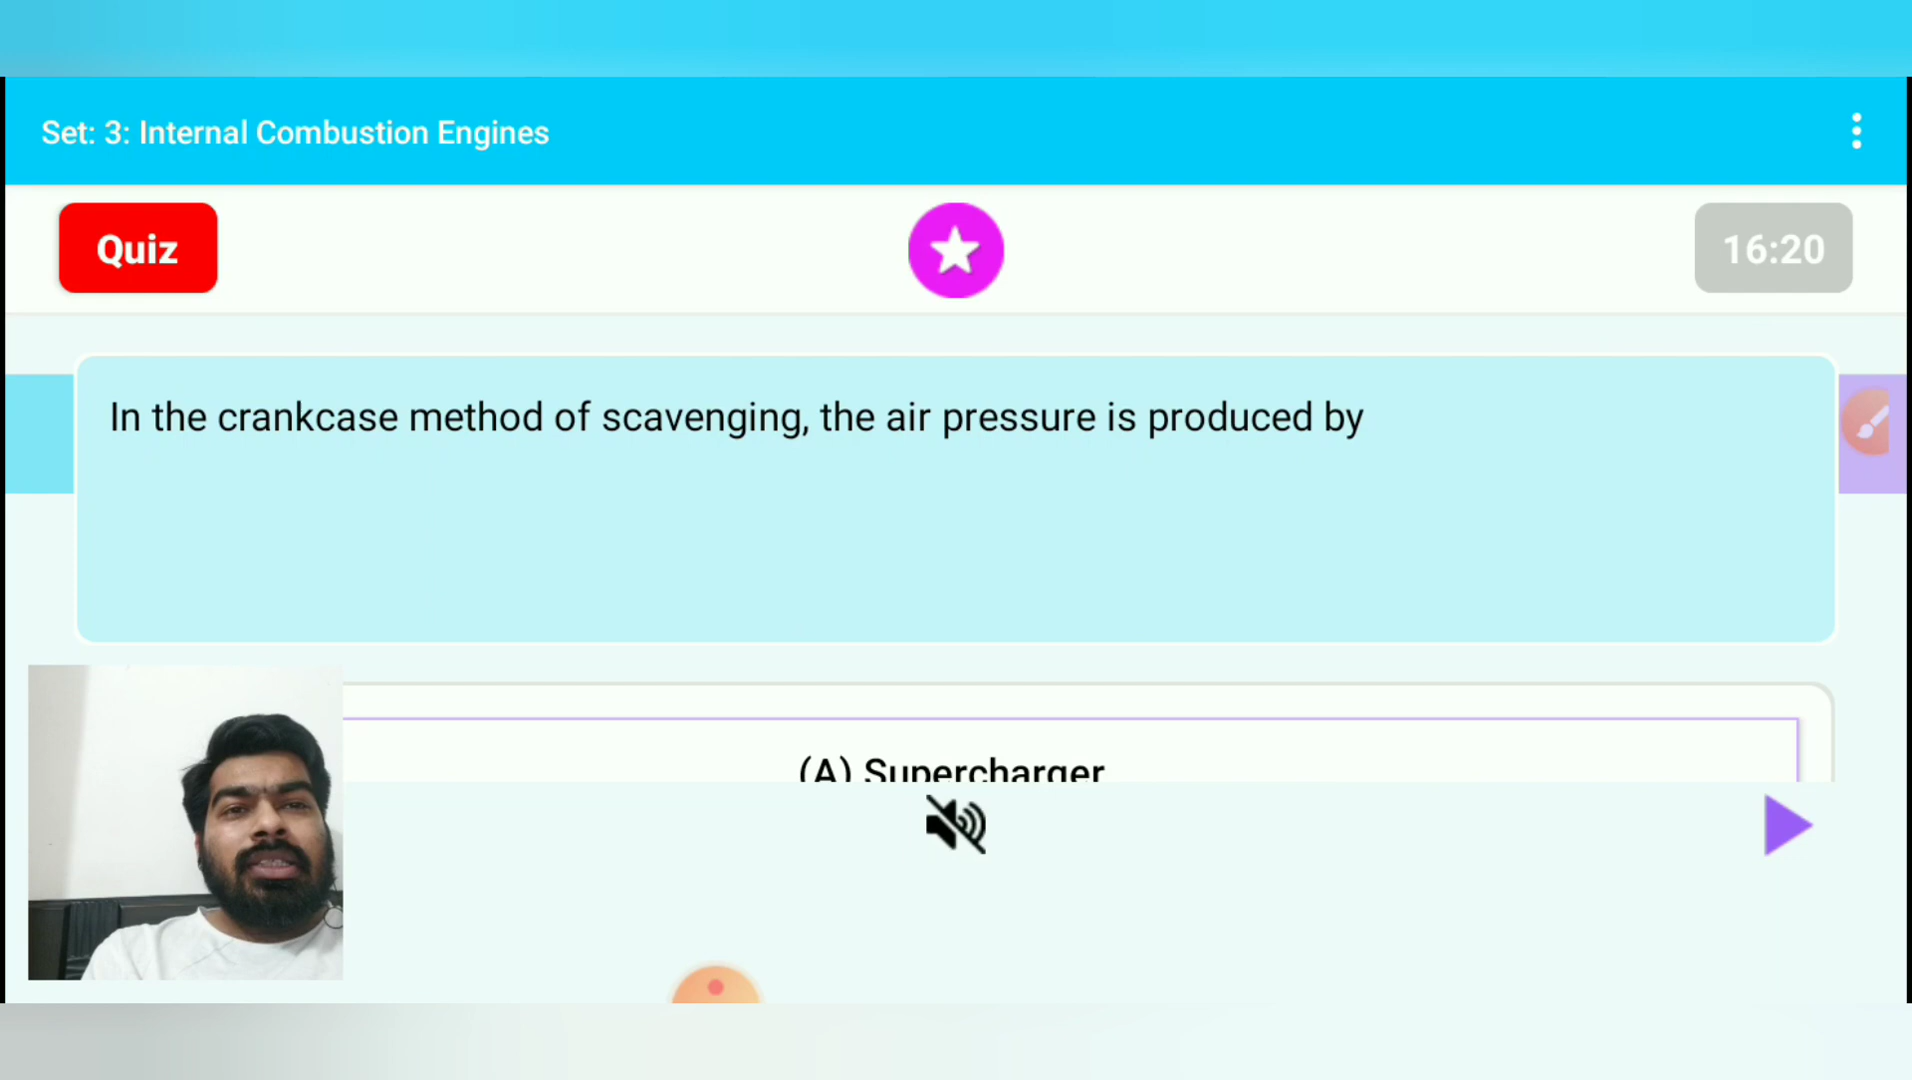 Set: 3: Internal Combustion Engines
Quiz
16:20
In the crankcase method of scavenging, the air pressure is produced by
(A) Supercharger